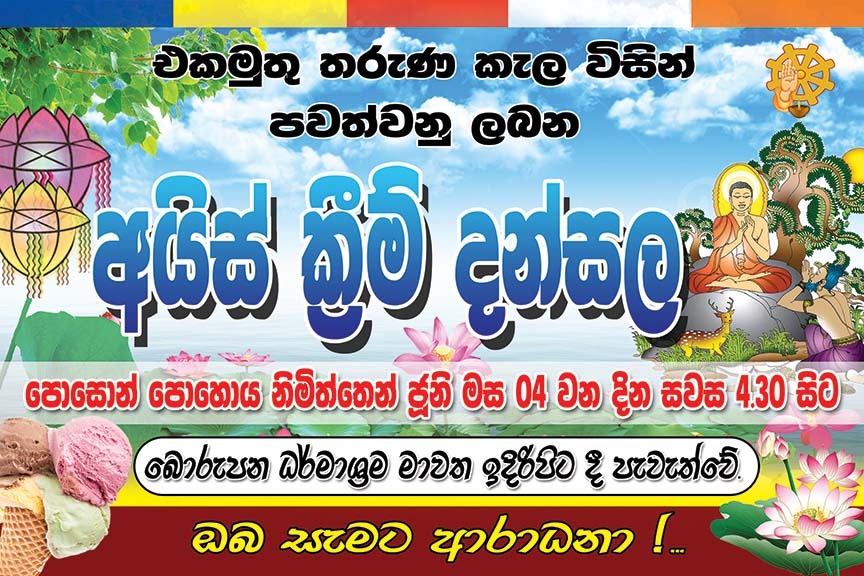 එකමුතු තරුණ කැල විසින්
පවත්වනු ලබන
අයිස් ක්‍රීම් දන්සල
පොසොන් පොහොය නිමිත්තෙන් ජූනි මස 04 වන දින සවස 4.30 සිට
බොරුපන ධර්මාශ්‍රම මාවත ඉදිරිපිට දී පැවැත්වේ.
ඔබ සැමට ආරාධනා !...